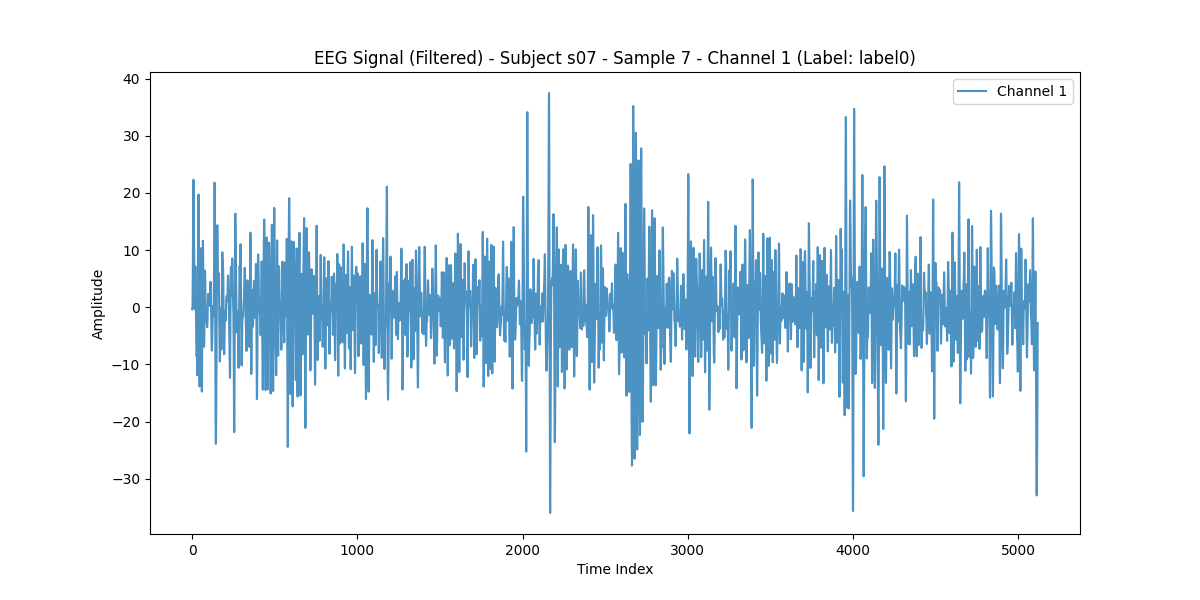 EEG Signal (Filtered) - Subject s07 - Sample 7 - Channel 1 (Label: label0)
Channel 1
40
30
20
10
0
−10
−20
−30
Amplitude
0 1000 2000 3000 4000 5000
Time Index